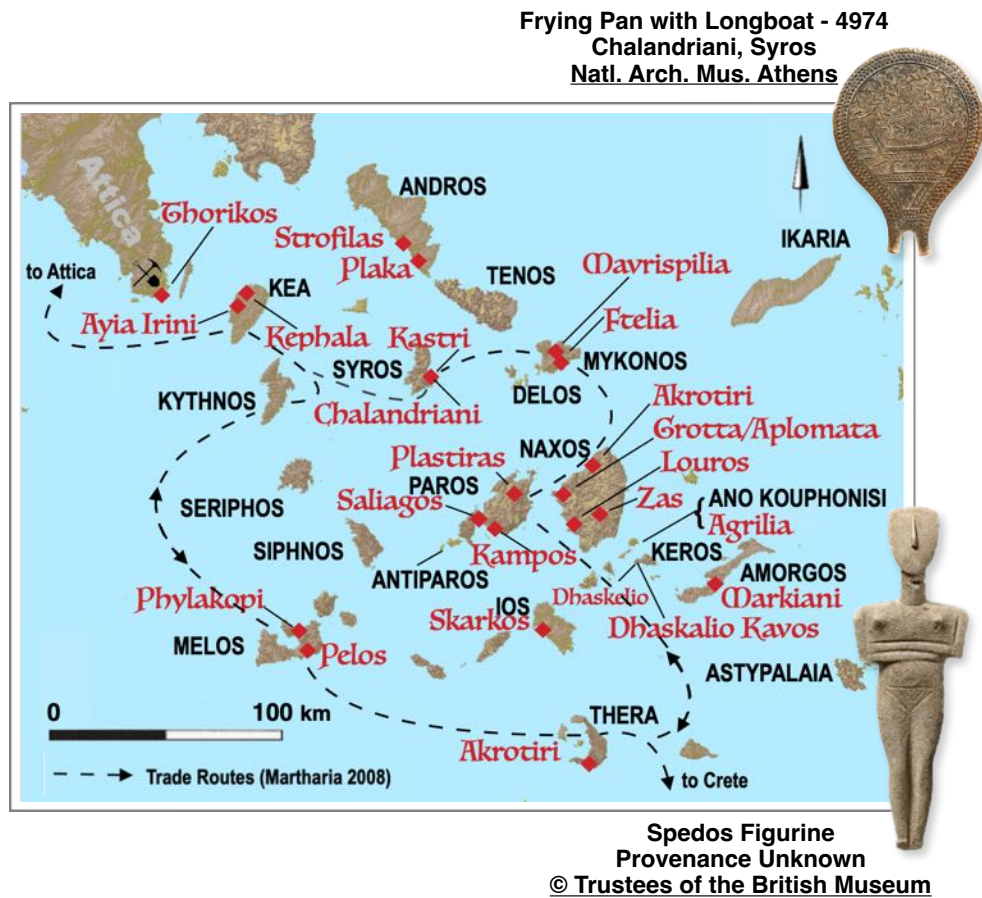 Frying Pan with Longboat - 4974
Chalandriani, Syros
Natl. Arch. Mus. Athens
Attica
ANDROS
Thorikos
Strofilas
Plaka
IKARIA
to Attica
TENOS
Mavrispilia
KEA
Ayia Irini
Kephala
Kastri
Ftelia
SYROS
MYKONOS
KYTHNOS
DELOS
Chalandriani
Akrotiri
Grotta/Aplomata
NAXOS
Plastiras
PAROS
Louros
Saliagos
Zas
ANO KOUPHONISI
{
SERIPHOS
Agrilia
SIPHNOS
Kampos
KEROS
ANTIPAROS
AMORGOS
Phylakopi
Dhaskelio
Markiani
IOS
Skarkos
Dhaskalio Kavos
MELOS
Pelos
ASTYPALAIA
0 100 km
THERA
Akrotiri
to Crete
Trade Routes (Martharia 2008)
Spedos Figurine
Provenance Unknown
© Trustees of the British Museum